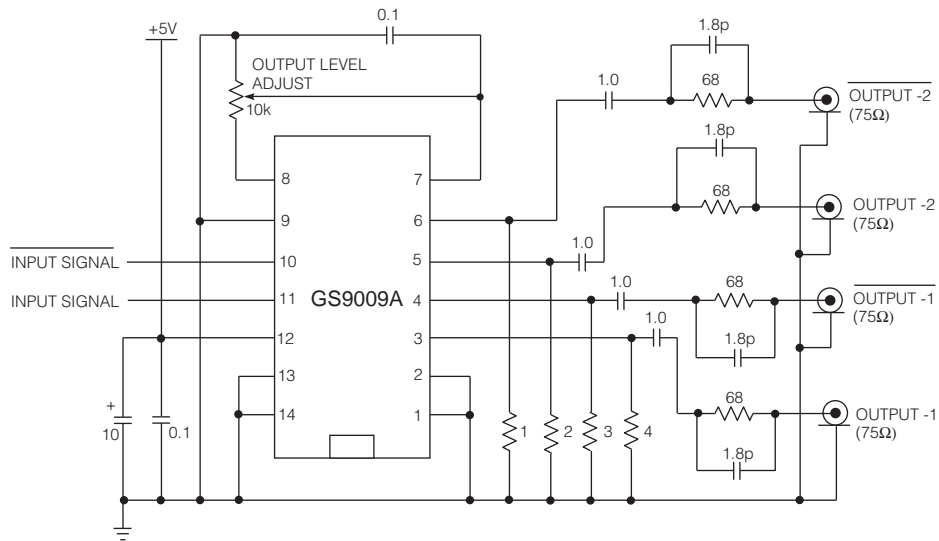 0.1
+5V
OUTPUT LEVEL
ADJUST
10k
1.8p
68
1.0
OUTPUT -2
(75Ω)
1.8p
68
1.0
OUTPUT -2
(75Ω)
8
7
9
6
INPUT SIGNAL
10
5
INPUT SIGNAL
11
GS9009A
4
1.0
68
1.8p
OUTPUT -1
(75Ω)
12
3
1.0
13
2
14
1
+
10
0.1
1
2
3
4
68
1.8p
OUTPUT -1
(75Ω)